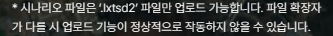 * 시나리오 파일은 '.lxtsd2' 파일만 업로드 가능합니다. 파일 확장자
가 다를 시 업로드 기능이 정상적으로 작동하지 않을 수 있습니다.